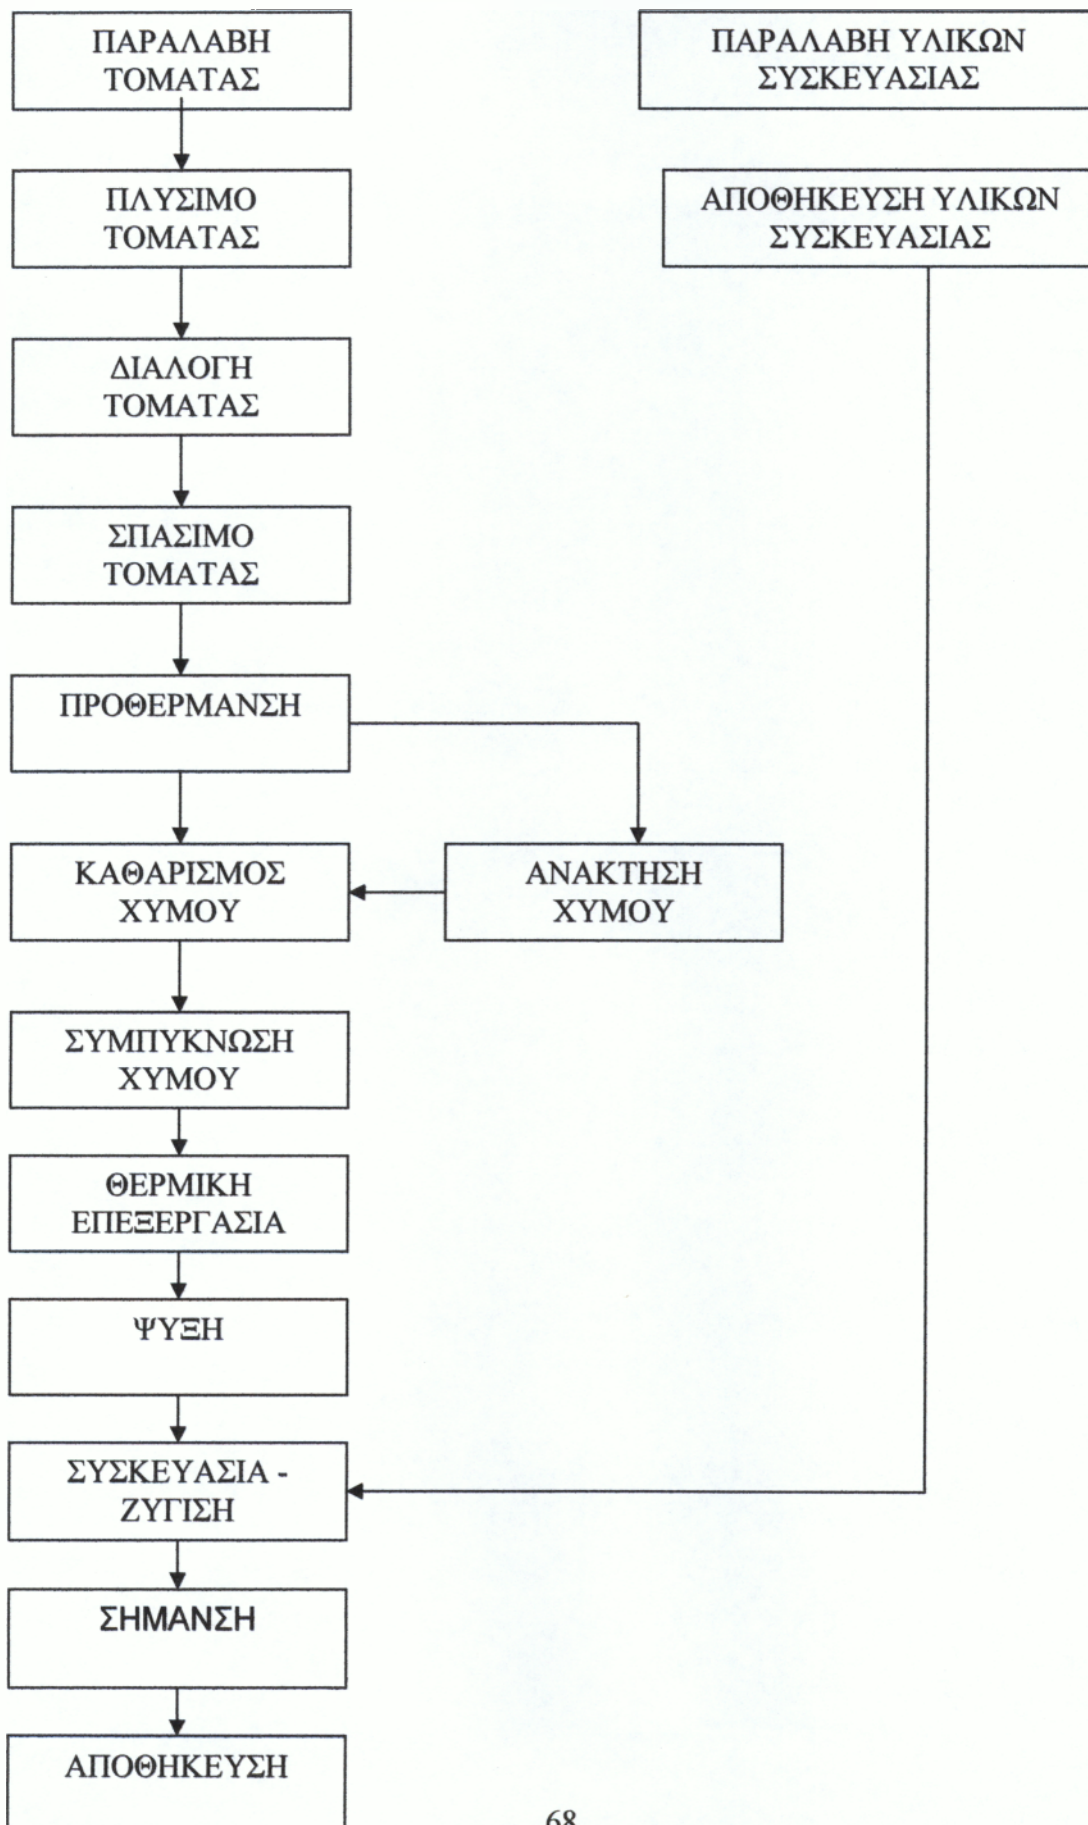 ΠΑΡΑΛΑΒΗ
ΤΟΜΑΤΑΣ
ΠΑΡΑΛΑΒΗ ΥΛΙΚΩΝ
ΣΥΣΚΕΥΑΣΙΑΣ
ΠΛΥΣΙΜΟ
ΤΟΜΑΤΑΣ
ΑΠΟΘΗΚΕΥΣΗ ΥΛΙΚΩΝ
ΣΥΣΚΕΥΑΣΙΑΣ
ΔΙΑΛΟΓΗ
ΤΟΜΑΤΑΣ
ΣΠΑΣΙΜΟ
ΤΟΜΑΤΑΣ
ΠΡΟΘΕΡΜΑΝΣΗ
ΚΑΘΑΡΙΣΜΟΣ
ΧΥΜΟΥ
ΑΝΑΚΤΗΣΗ
ΧΥΜΟΥ
ΣΥΜΠΥΚΝΩΣΗ
ΧΥΜΟΥ
ΘΕΡΜΙΚΗ
ΕΠΕΞΕΡΓΑΣΙΑ
ΨΥΞΗ
ΣΥΣΚΕΥΑΣΙΑ -
ΖΥΓΙΣΗ
ΣΗΜΑΝΣΗ
ΑΠΟΘΗΚΕΥΣΗ
68